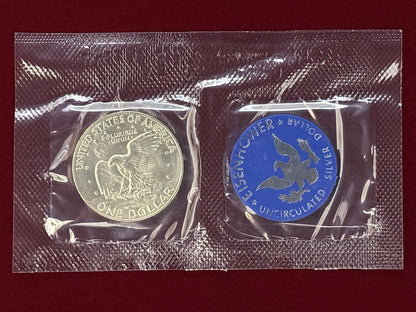 UNITED STATES OF AMERICA
E
PLURIBUS
UNUM
ONE DOLLAR
EISENHOWER
SILVER DOLLAR
UNCIRCULATED